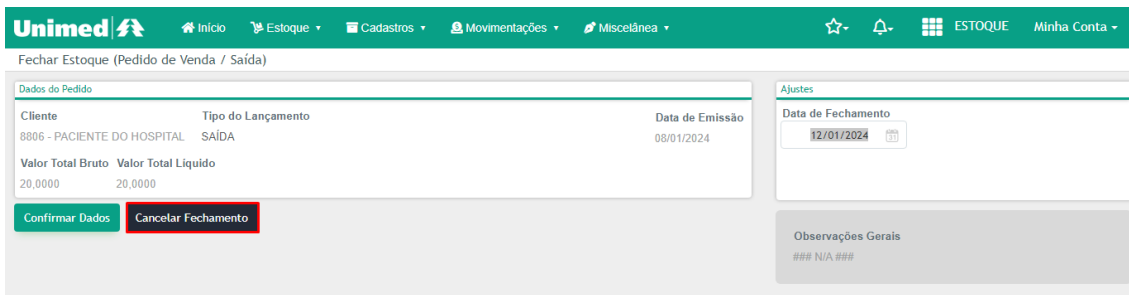 Unimed Início Estoque Cadastros Movimentações Miscelânea ESTOQUE Minha Conta
Fechar Estoque (Pedido de Venda / Saída)
Dados do Pedido
Cliente Tipo do Lançamento Data de Emissão
8806 - PACIENTE DO HOSPITAL SAÍDA 08/01/2024
Valor Total Bruto Valor Total Líquido
20,0000 20,0000
Confirmar Dados Cancelar Fechamento
Ajustes
Data de Fechamento
12/01/2024 31
Observações Gerais
### N/A ###